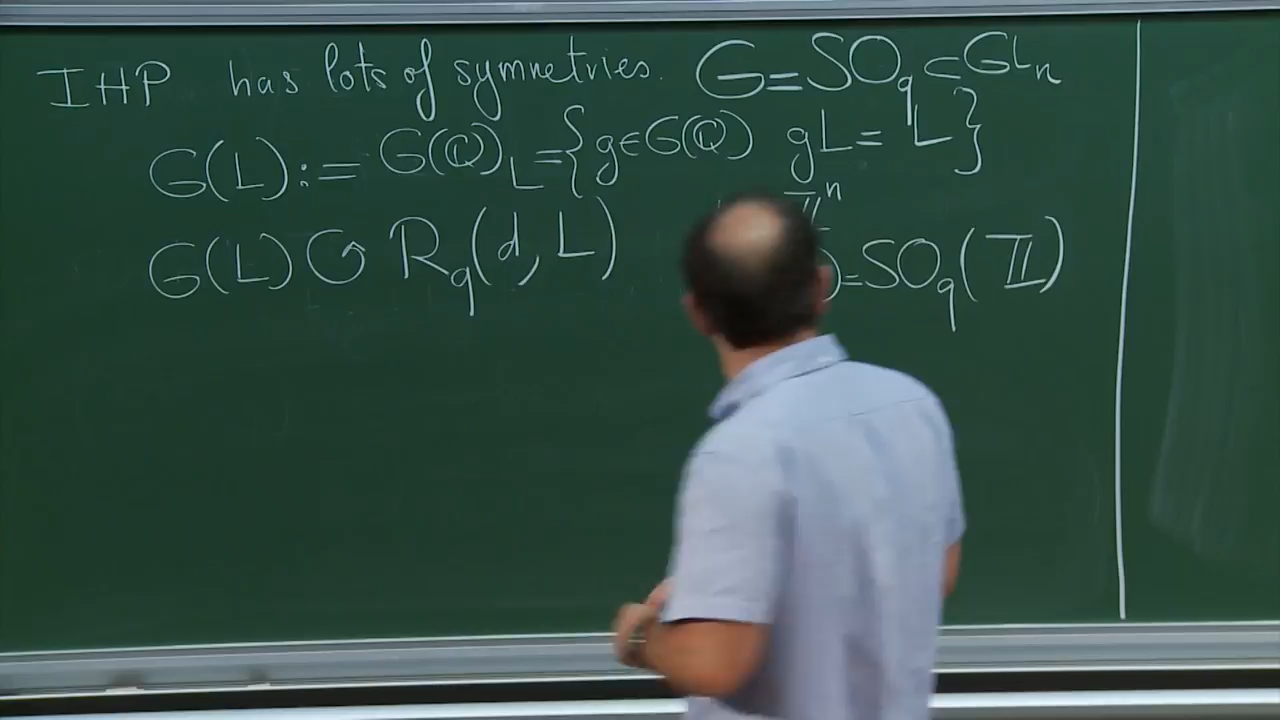 IHP has lots of symmetries. G=SO_q ⊂ GL_n
G(L):= G(ℚ)_L={g∈G(ℚ) gL = L}
ℤ^n
G(L) ↺ R_q(d, L) )=SO_q(ℤ)